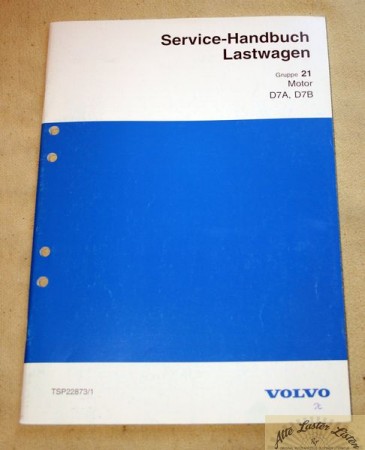 Service-Handbuch
Lastwagen
Gruppe 21
Motor
D7A, D7B
TSP22873/1
VOLVO
Alte Laster Listen